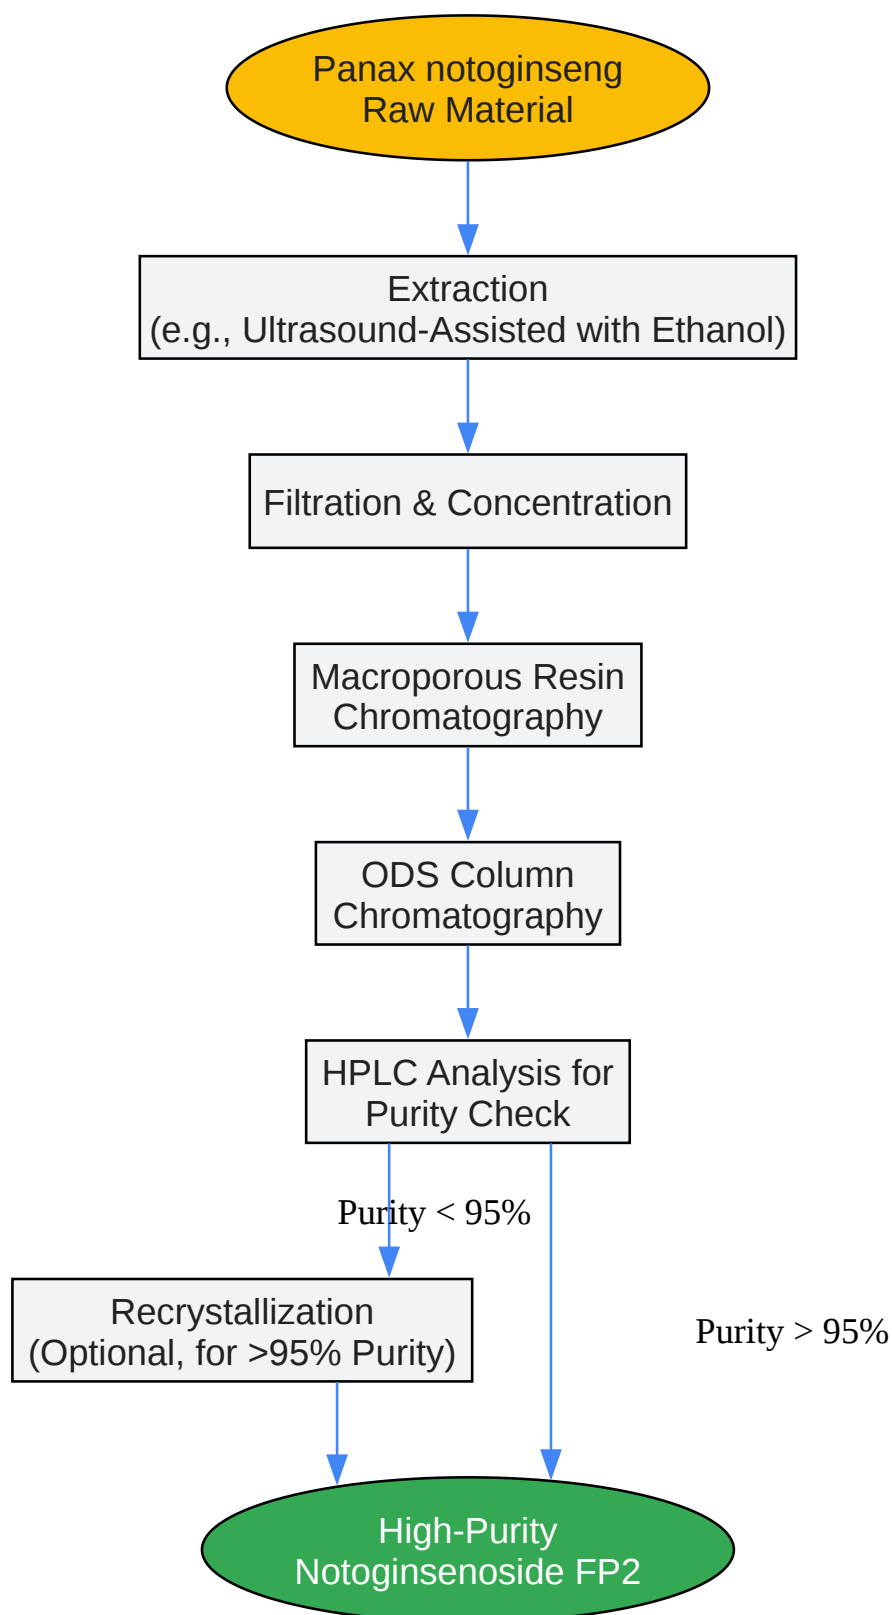 Panax notoginseng
Raw Material
Extraction
(e.g., Ultrasound-Assisted with Ethanol)
Filtration & Concentration
Macroporous Resin
Chromatography
ODS Column
Chromatography
HPLC Analysis for
Purity Check
Purity < 95%
Recrystallization
(Optional, for >95% Purity)
Purity > 95%
High-Purity
Notoginsenoside FP2